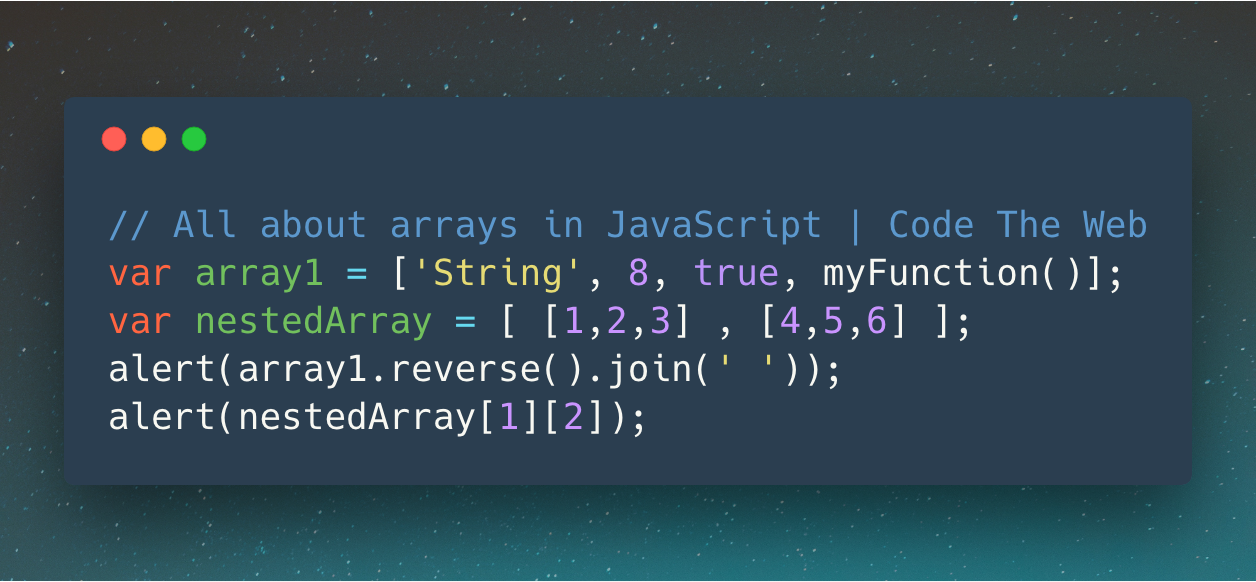 // All about arrays in JavaScript | Code The Web
var array1 = ['String', 8, true, myFunction()];
var nestedArray = [ [1,2,3] , [4,5,6] ];
alert(array1.reverse().join(' '));
alert(nestedArray[1][2]);